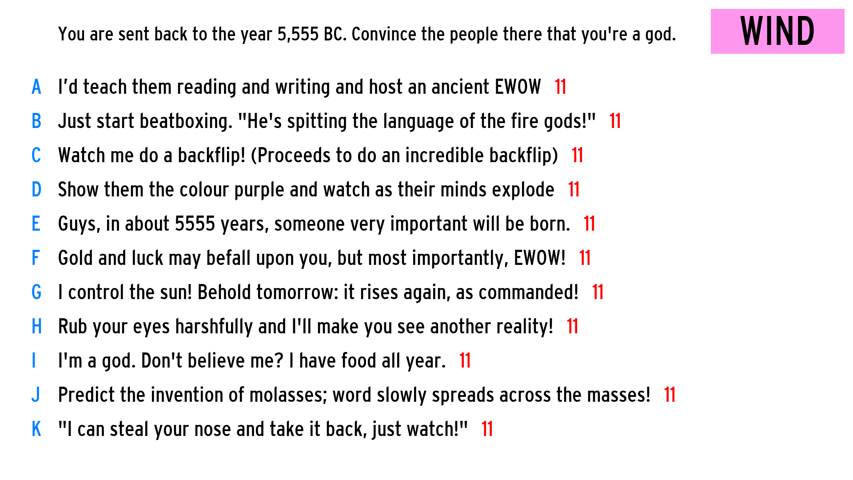 You are sent back to the year 5,555 BC. Convince the people there that you're a god.
WIND
A I'd teach them reading and writing and host an ancient EWOW 11
B Just start beatboxing. "He's spitting the language of the fire gods!" 11
C Watch me do a backflip! (Proceeds to do an incredible backflip) 11
D Show them the colour purple and watch as their minds explode 11
E Guys, in about 5555 years, someone very important will be born. 11
F Gold and luck may befall upon you, but most importantly, EWOW! 11
G I control the sun! Behold tomorrow: it rises again, as commanded! 11
H Rub your eyes harshfully and I'll make you see another reality! 11
I I'm a god. Don't believe me? I have food all year. 11
J Predict the invention of molasses; word slowly spreads across the masses! 11
K "I can steal your nose and take it back, just watch!" 11